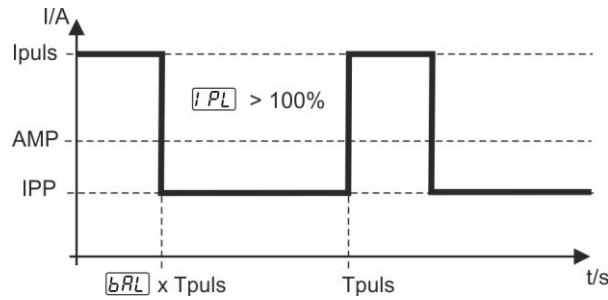 I/A
Ipuls
IPL > 100%
AMP
IPP
t/s
bAL x Tpuls
Tpuls